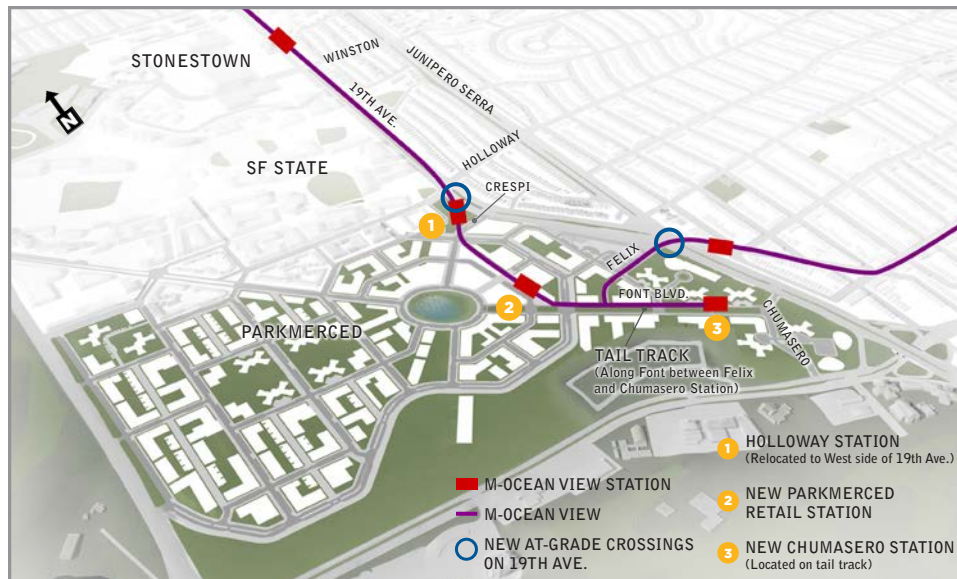 STONESTOWN
WINSTON
JUNIPERO SERRA
19TH AVE.
N
SF STATE
HOLLOWAY
CRESPI
1
FELIX
FONT BLVD.
2
3
PARKMERCED
CHUMASERO
TAIL TRACK
(Along Font between Felix
and Chumasero Station)
M-OCEAN VIEW STATION
M-OCEAN VIEW
NEW AT-GRADE CROSSINGS
ON 19TH AVE.
1 HOLLOWAY STATION
(Relocated to West side of 19th Ave.)
2 NEW PARKMERCED
RETAIL STATION
3 NEW CHUMASERO STATION
(Located on tail track)